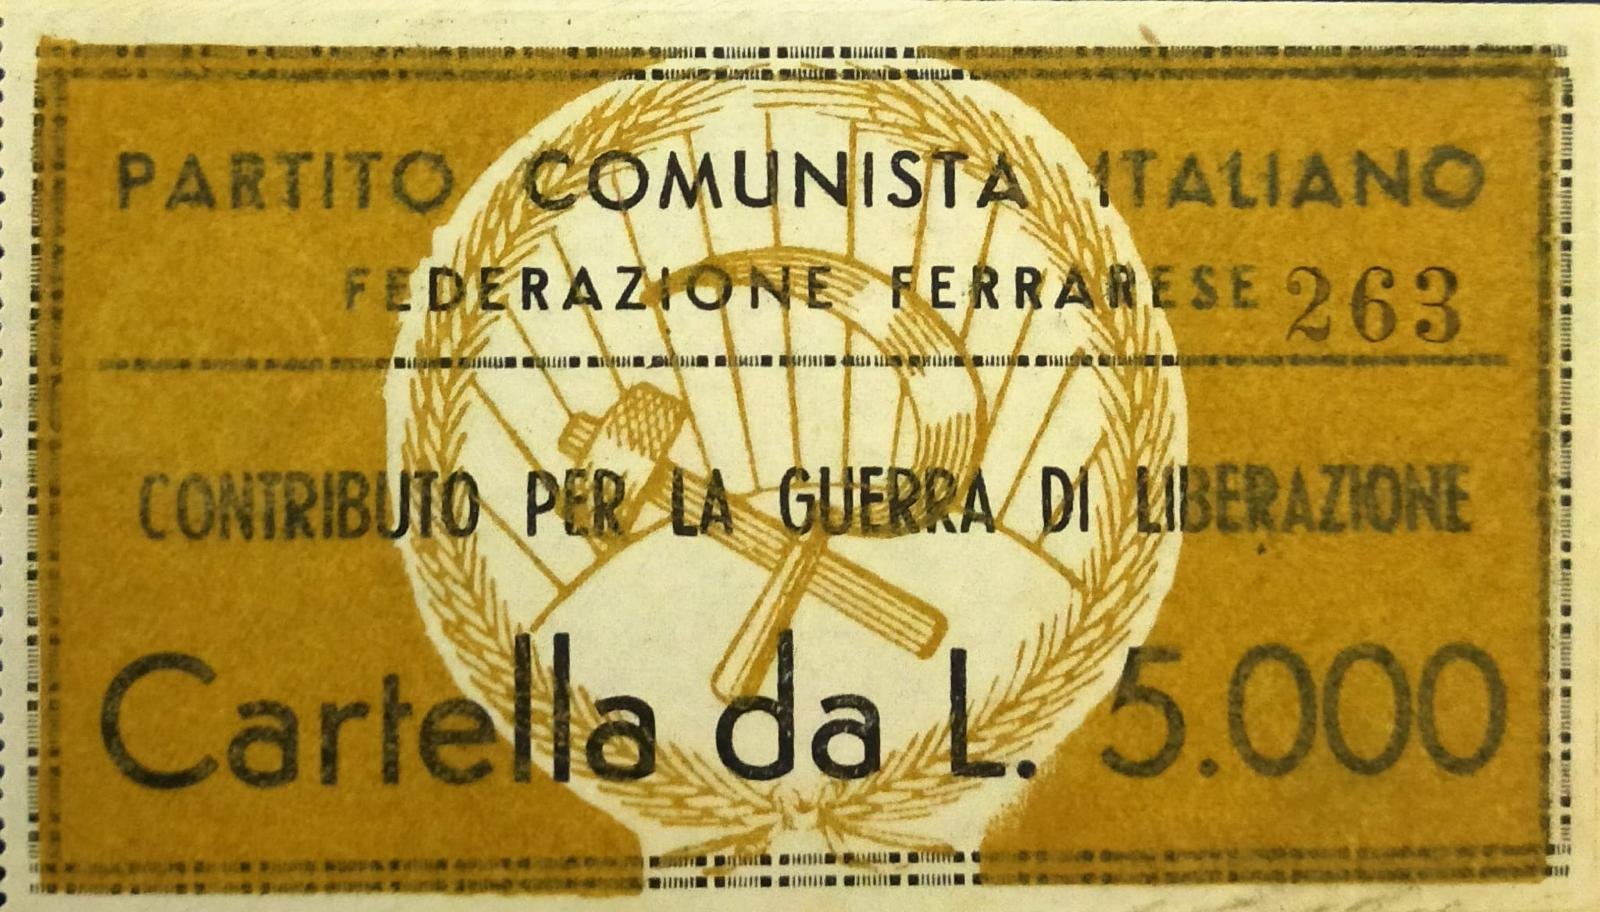 PARTITO COMUNISTA ITALIANO
FEDERAZIONE FERRARESE 263
CONTRIBUTO PER LA GUERRA DI LIBERAZIONE
Cartella da L. 5.000